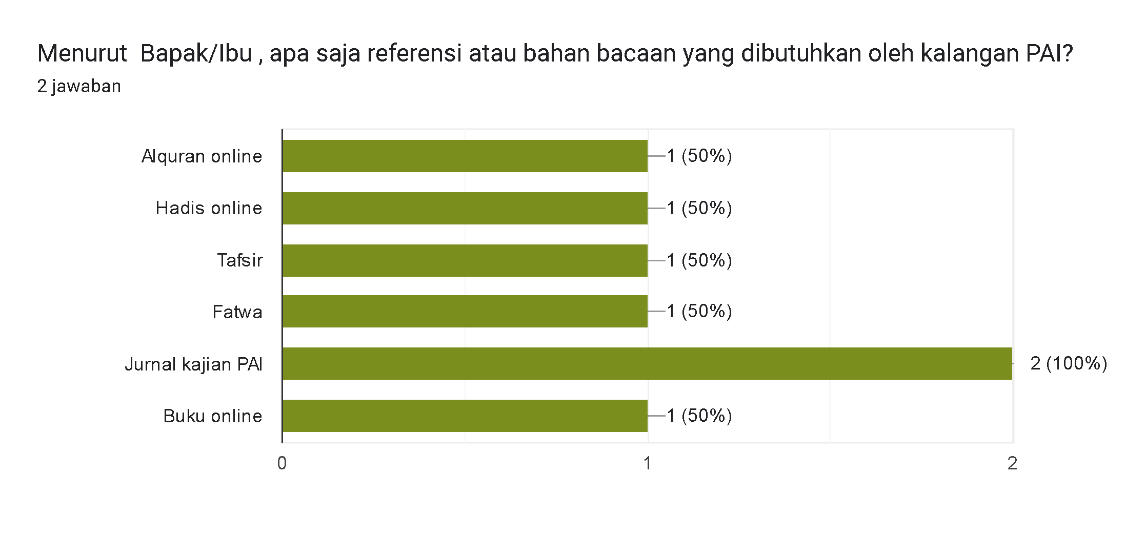 Menurut  Bapak/Ibu , apa saja referensi atau bahan bacaan yang dibutuhkan oleh kalangan PAI?
2 jawaban
Alquran online
1 (50%)
Hadis online
1 (50%)
Tafsir
1 (50%)
Fatwa
1 (50%)
Jurnal kajian PAI
2 (100%)
Buku online
1 (50%)
0 1 2